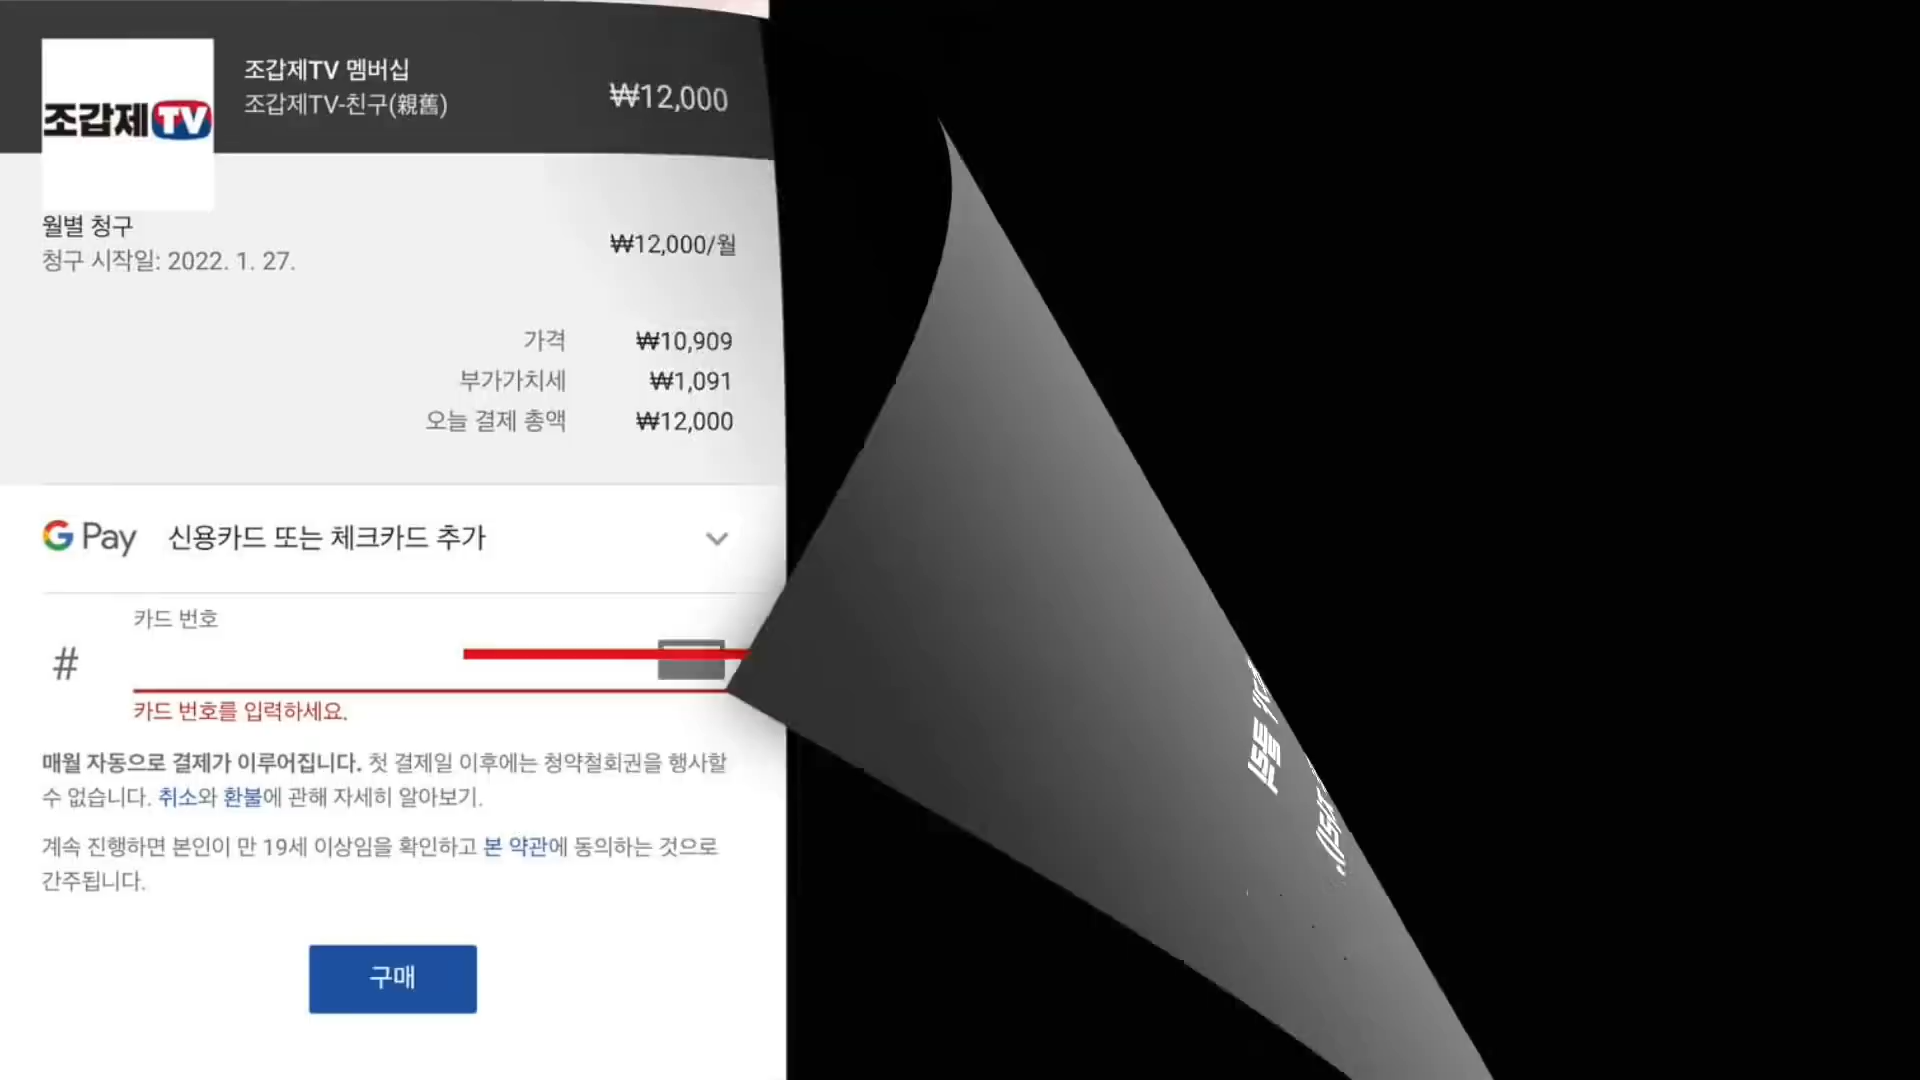 조갑제TV
조갑제TV 멤버십
조갑제TV-친구(親舊)
₩12,000
월별 청구
청구 시작일: 2022. 1. 27.
₩12,000/월
가격 ₩10,909
부가가치세 ₩1,091
오늘 결제 총액 ₩12,000
G Pay 신용카드 또는 체크카드 추가
카드 번호
#
카드 번호를 입력하세요.
매월 자동으로 결제가 이루어집니다. 첫 결제일 이후에는 청약철회권을 행사할
수 없습니다. 취소와 환불에 관해 자세히 알아보기.
계속 진행하면 본인이 만 19세 이상임을 확인하고 본 약관에 동의하는 것으로
간주됩니다.
구매